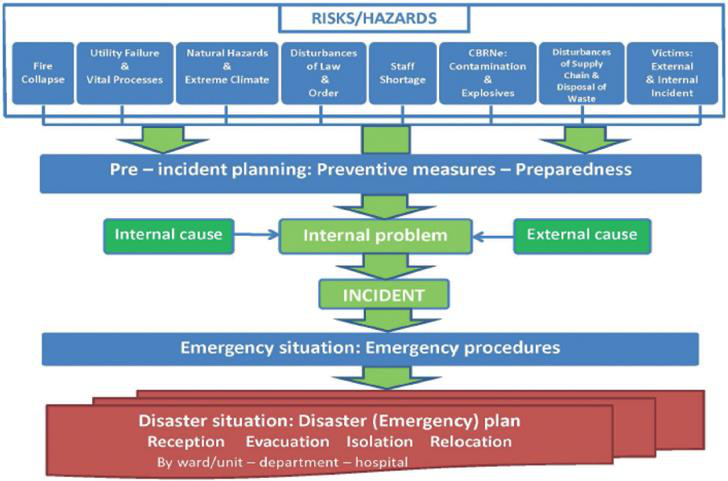 RISKS/HAZARDS
Fire
Collapse
Utility Failure
&
Vital Processes
Natural Hazards
&
Extreme Climate
Disturbances
of Law
&
Order
Staff
Shortage
CBRNe:
Contamination
&
Explosives
Disturbances
of Supply
Chain &
Disposal of
Waste
Victims:
External
& Internal
Incident
Pre – incident planning: Preventive measures – Preparedness
Internal cause
Internal problem
External cause
INCIDENT
Emergency situation: Emergency procedures
Disaster situation: Disaster (Emergency) plan
Reception Evacuation Isolation Relocation
By ward/unit – department – hospital